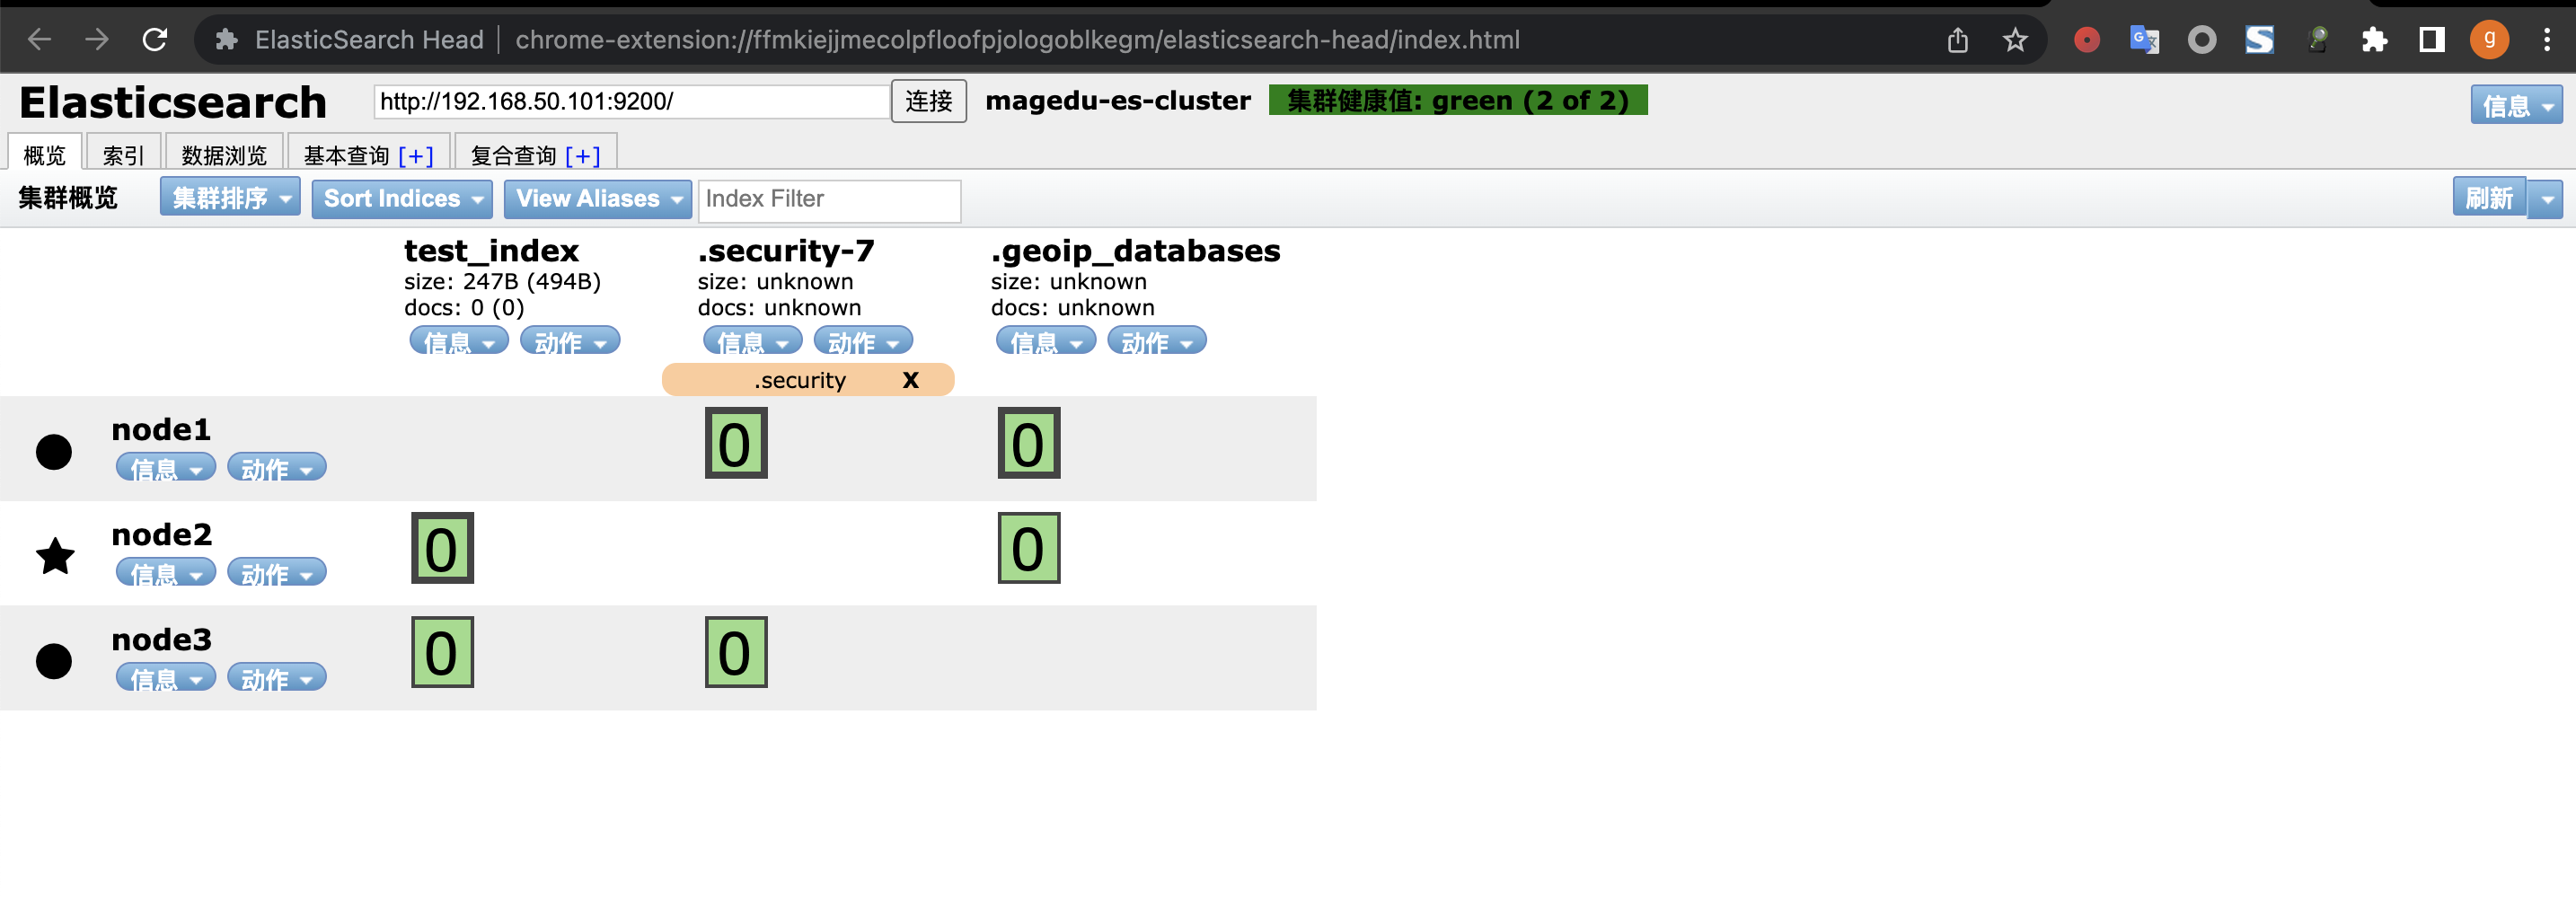 ElasticSearch Head chrome-extension://ffmkiejjmecolpfloofpjologoblkegm/elasticsearch-head/index.html g
Elasticsearch http://192.168.50.101:9200/ 连接 magedu-es-cluster 集群健康值: green (2 of 2) 信息
概览 索引 数据浏览 基本查询 [+] 复合查询 [+]
集群概览 集群排序 Sort Indices View Aliases Index Filter 刷新
test_index .security-7 .geoip_databases
size: 247B (494B) size: unknown size: unknown
docs: 0 (0) docs: unknown docs: unknown
信息 动作 信息 动作 信息 动作
.security X
node1 0 0
信息 动作
node2 0 0
信息 动作
node3 0 0
信息 动作